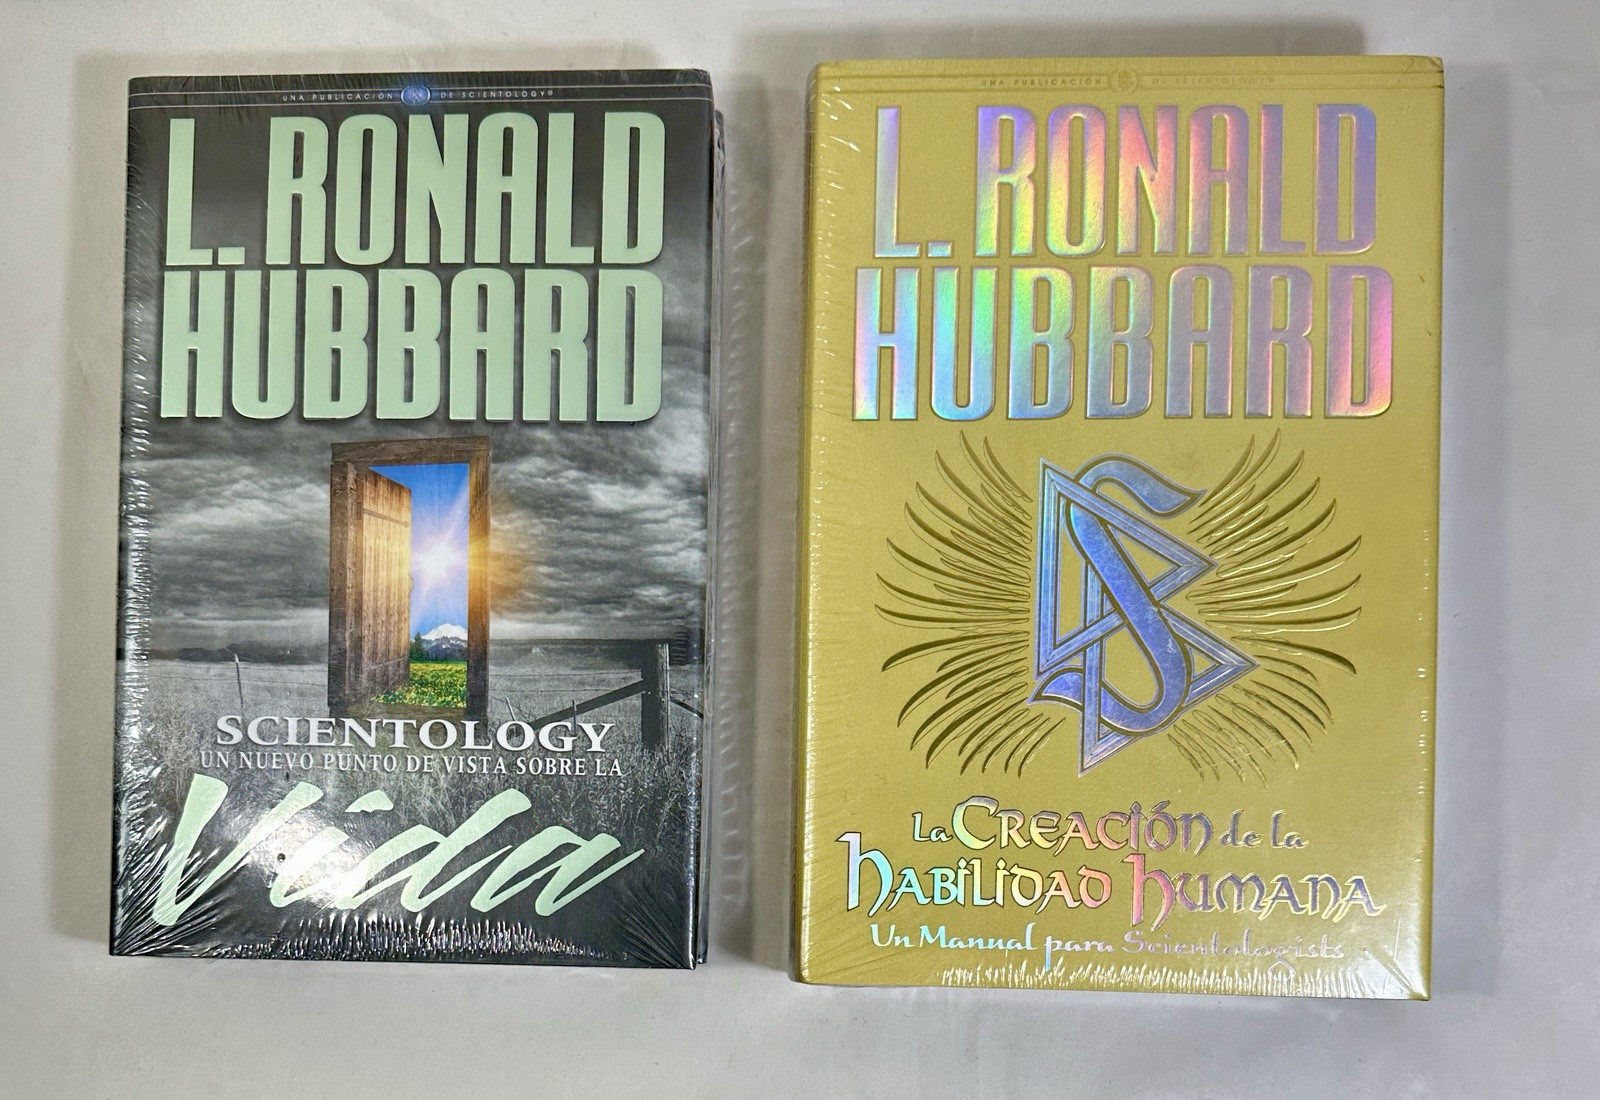 UNA PUBLICACIÓN DE SCIENTOLOGY®
L. RONALD
HUBBARD
SCIENTOLOGY
UN NUEVO PUNTO DE VISTA SOBRE LA
Vida
UNA PUBLICACIÓN DE SCIENTOLOGY®
L. RONALD
HUBBARD
La CREACIÓN de la
HABILIDAD HUMANA
Un Manual para Scientologists